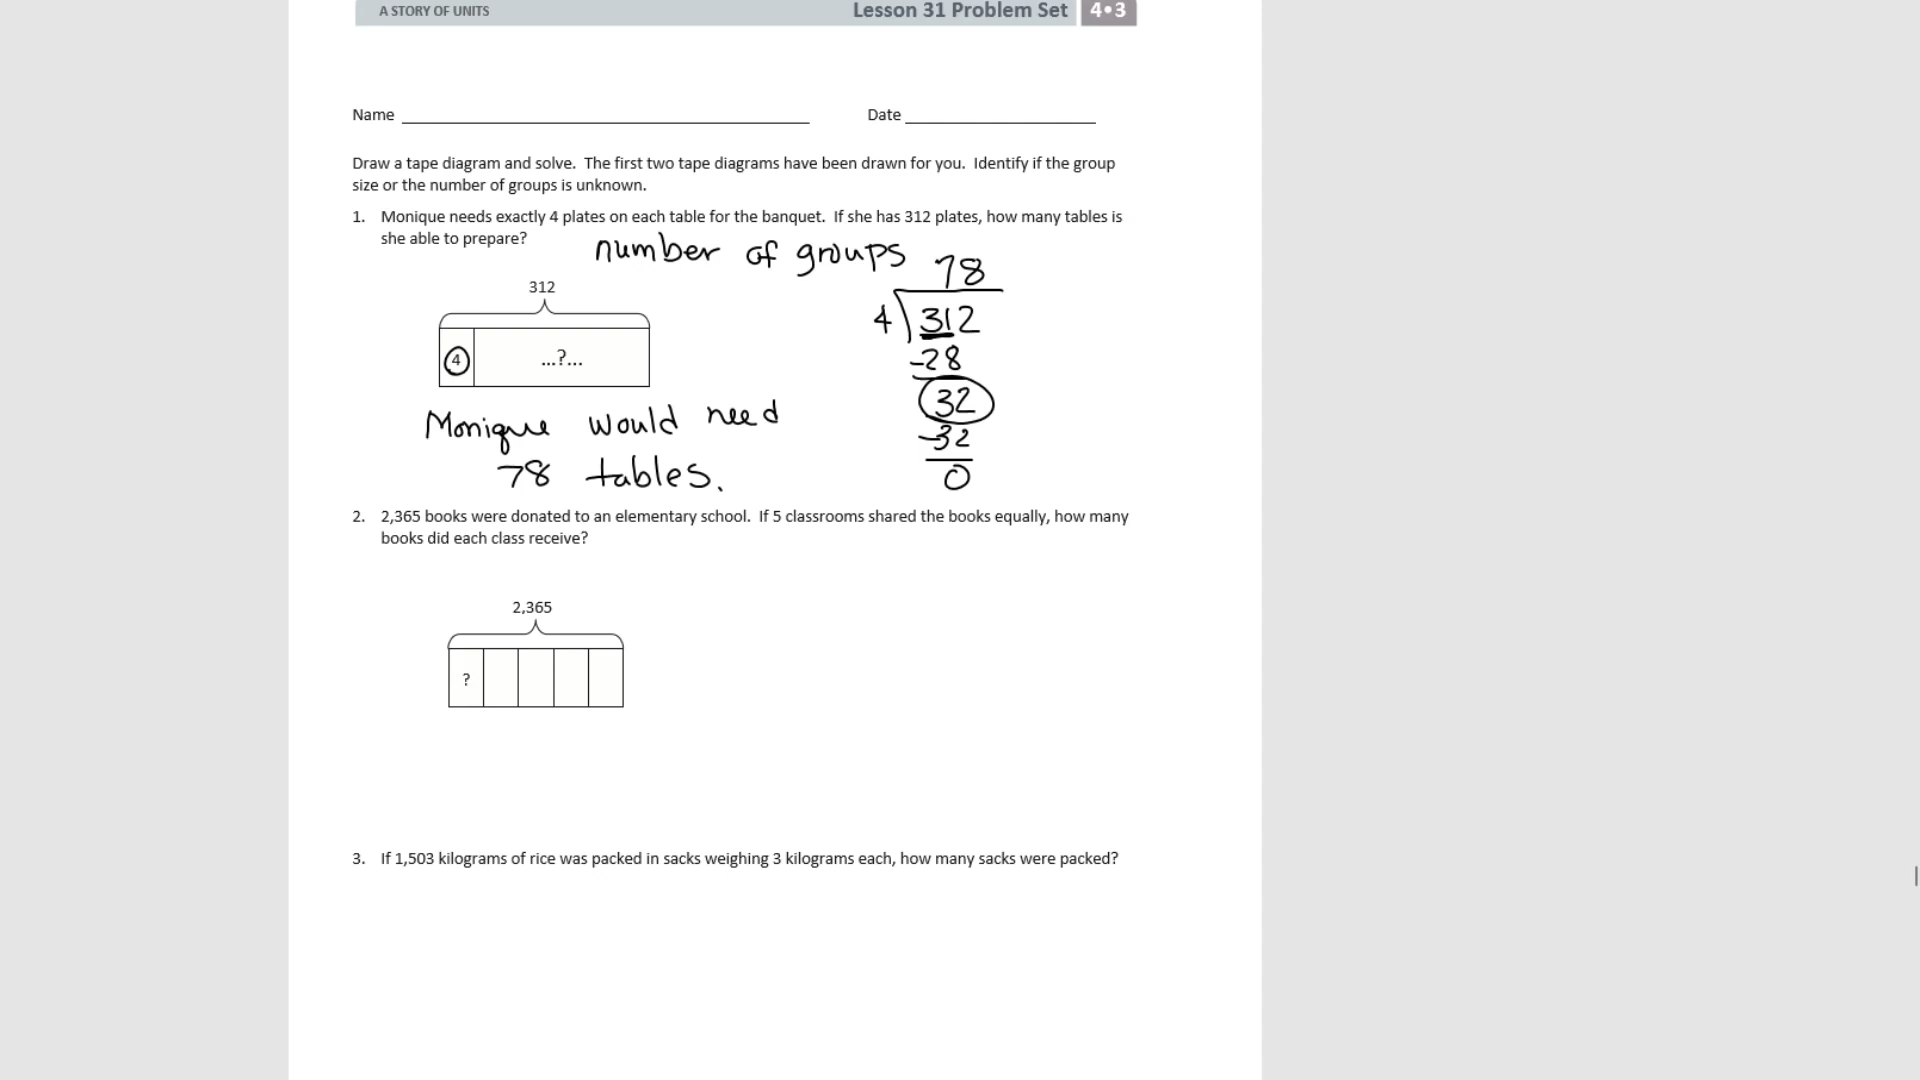 A STORY OF UNITS
Lesson 31 Problem Set 4•3
Name
Date
Draw a tape diagram and solve. The first two tape diagrams have been drawn for you. Identify if the group
size or the number of groups is unknown.
1. Monique needs exactly 4 plates on each table for the banquet. If she has 312 plates, how many tables is
she able to prepare?
number of groups
312
4
...?...
Monique would need
78 tables.
78
4 312
-28
32
-32
0
2. 2,365 books were donated to an elementary school. If 5 classrooms shared the books equally, how many
books did each class receive?
2,365
?
3. If 1,503 kilograms of rice was packed in sacks weighing 3 kilograms each, how many sacks were packed?